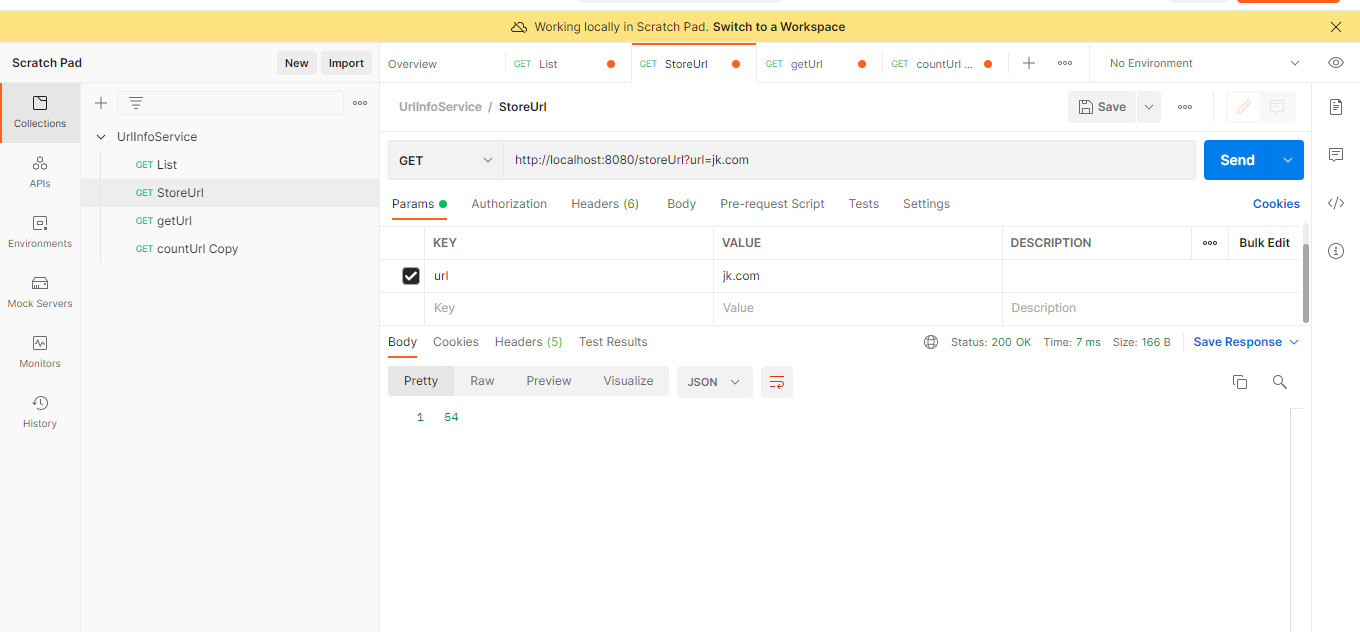 Working locally in Scratch Pad. Switch to a Workspace
Scratch Pad
New
Import
Overview
GET List
GET StoreUrl
GET getUrl
GET countUrl ...
No Environment
Collections
APIs
Environments
Mock Servers
Monitors
History
UrlInfoService
GET List
GET StoreUrl
GET getUrl
GET countUrl Copy
UrlInfoService / StoreUrl
Save
GET
http://localhost:8080/storeUrl?url=jk.com
Send
Params
Authorization
Headers (6)
Body
Pre-request Script
Tests
Settings
Cookies
KEY
VALUE
DESCRIPTION
Bulk Edit
url
jk.com
Key
Value
Description
Body
Cookies
Headers (5)
Test Results
Status: 200 OK
Time: 7 ms
Size: 166 B
Save Response
Pretty
Raw
Preview
Visualize
JSON
1 54